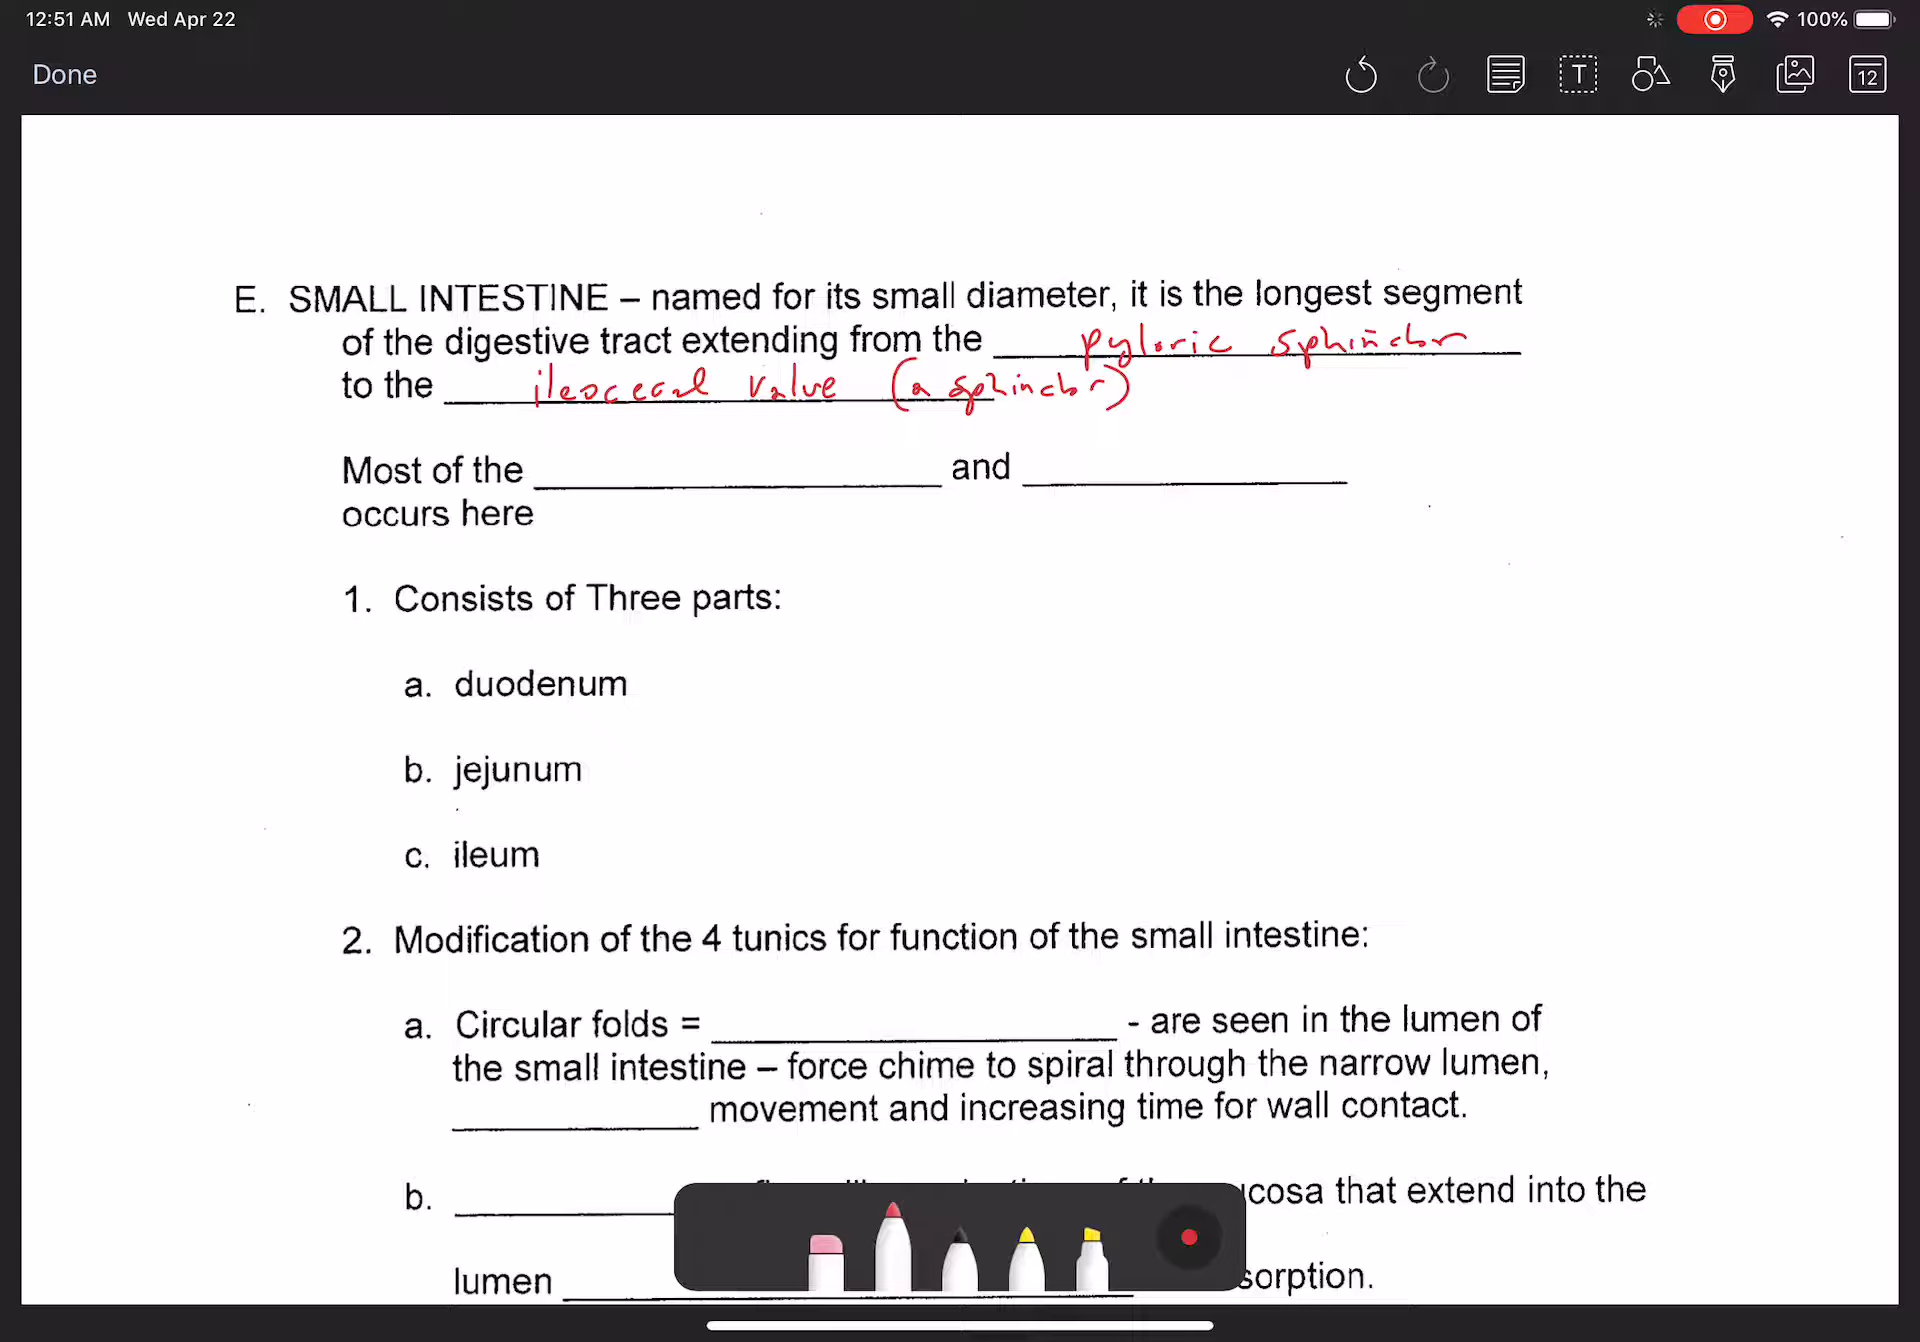 12:51 AM Wed Apr 22
100%
Done
T
12
E. SMALL INTESTINE – named for its small diameter, it is the longest segment
of the digestive tract extending from the pyloric sphinctor
to the ileocecal valve (a sphinctor)
Most of the and
occurs here
1. Consists of Three parts:
a. duodenum
b. jejunum
c. ileum
2. Modification of the 4 tunics for function of the small intestine:
a. Circular folds = - are seen in the lumen of
the small intestine – force chime to spiral through the narrow lumen,
movement and increasing time for wall contact.
b. cosa that extend into the
lumen sorption.